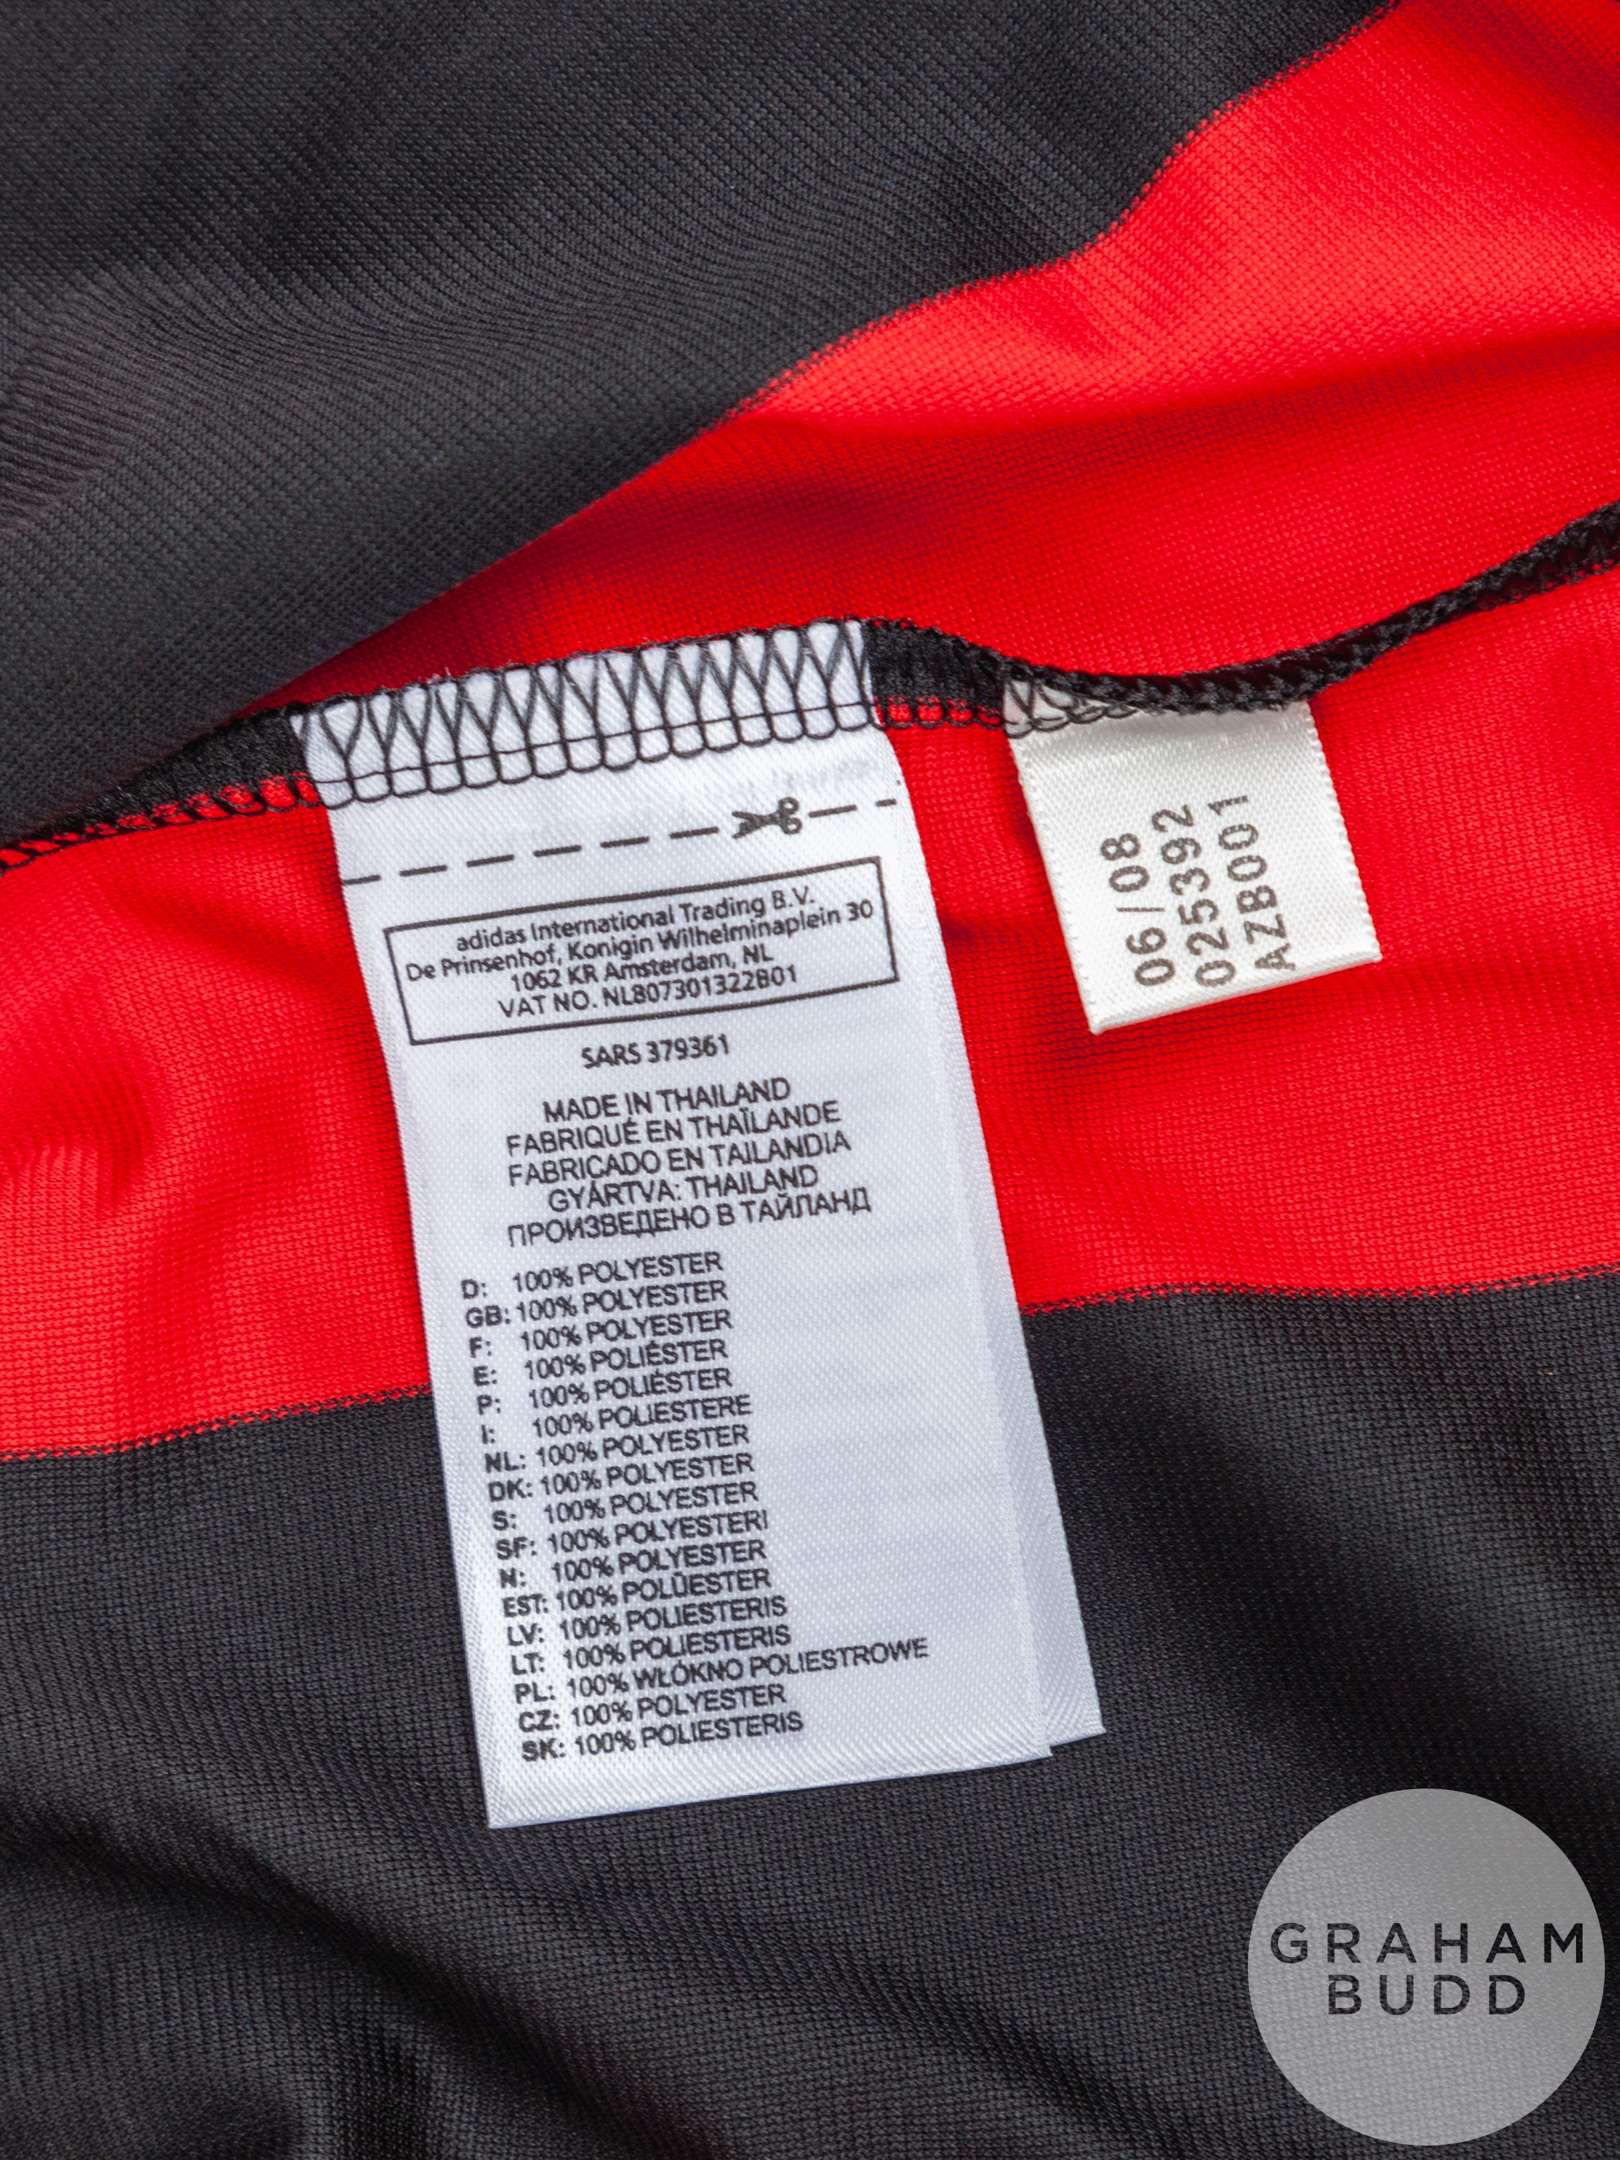 adidas International Trading B.V.
De Prinsenhof, Konigin Wilhelminaplein 30
1062 KR Amsterdam, NL
VAT NO. NL807301322B01
SARS 379361
MADE IN THAILAND
FABRIQUÉ EN THAÏLANDE
FABRICADO EN TAILANDIA
GYÁRTVA: THAILAND
ПРОИЗВЕДЕНО В ТАЙЛАНД
D: 100% POLYESTER
GB: 100% POLYESTER
F: 100% POLYESTER
E: 100% POLIÉSTER
P: 100% POLIÉSTER
I: 100% POLIESTERE
NL: 100% POLYESTER
DK: 100% POLYESTER
S: 100% POLYESTER
SF: 100% POLYESTERI
N: 100% POLYESTER
EST: 100% POLÜESTER
LV: 100% POLIESTERIS
LT: 100% POLIESTERIS
PL: 100% WŁÓKNO POLIESTROWE
CZ: 100% POLYESTER
SK: 100% POLIESTERIS
06/08
025392
AZB001
GRAHAM
BUDD